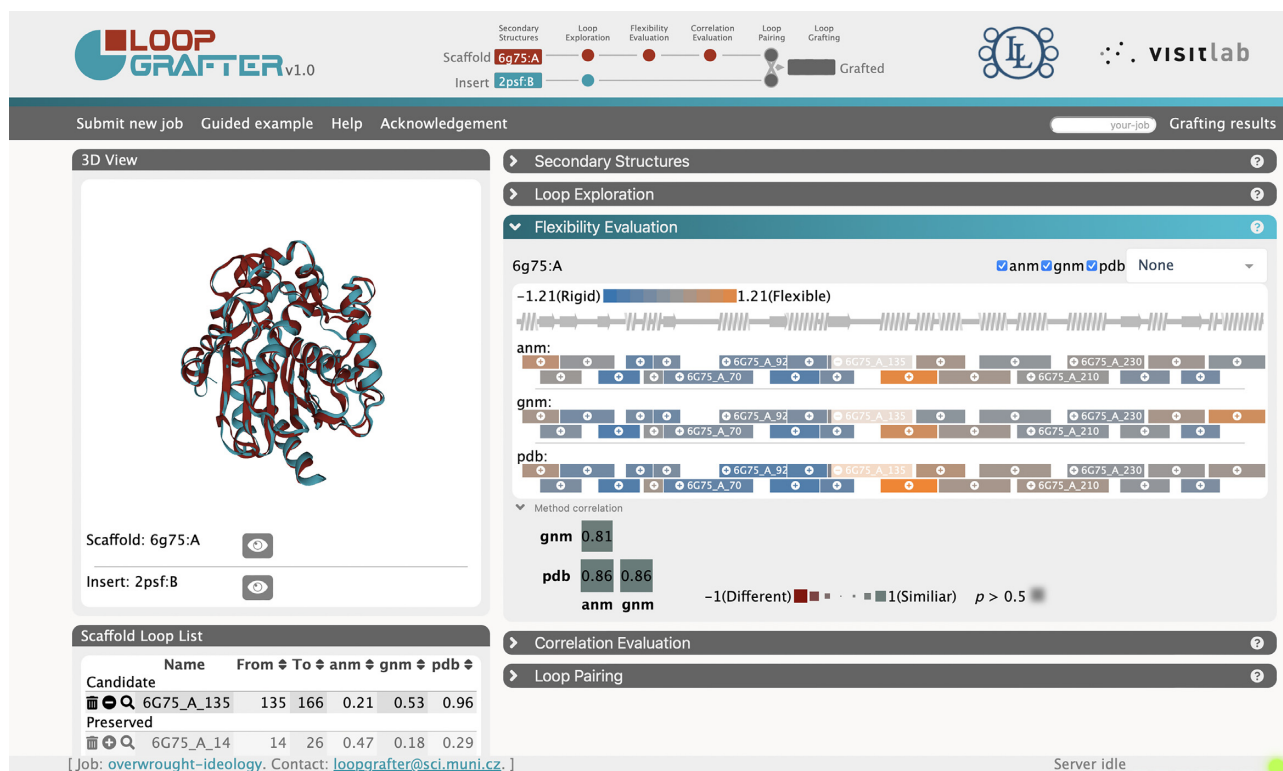 LOOP
GRAFTER v1.0
Secondary Structures
Loop Exploration
Flexibility Evaluation
Correlation Evaluation
Loop Pairing
Loop Grafting
Scaffold 6g75:A
Insert 2psf:B
Grafted
LL
VISITLAB
Submit new job Guided example Help Acknowledgement your-job Grafting results
3D View
Scaffold: 6g75:A
Insert: 2psf:B
Scaffold Loop List
Name From To anm gnm pdb
Candidate
6G75_A_135 135 166 0.21 0.53 0.96
Preserved
6G75_A_14 14 26 0.47 0.18 0.29
Secondary Structures ?
Loop Exploration ?
Flexibility Evaluation ?
6g75:A anm gnm pdb None
−1.21(Rigid) 1.21(Flexible)
anm:
6G75_A_92 6G75_A_135 6G75_A_230
6G75_A_70 6G75_A_210
gnm:
6G75_A_92 6G75_A_135 6G75_A_230
6G75_A_70 6G75_A_210
pdb:
6G75_A_92 6G75_A_135 6G75_A_230
6G75_A_70 6G75_A_210
Method correlation
gnm 0.81
pdb 0.86 0.86
anm gnm
−1(Different) 1(Similiar) p > 0.5
Correlation Evaluation ?
Loop Pairing ?
[ Job: overwrought-ideology. Contact: loopgrafter@sci.muni.cz. ] Server idle